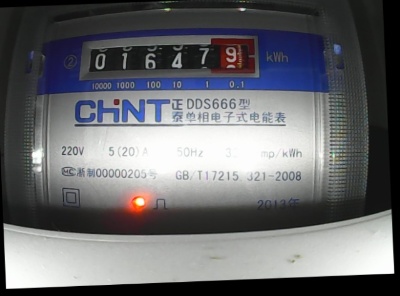 ② 01647 9 kWh
10000 1000 100 10 1 0.1
CHNT 正泰 DDS666型
单相电子式电能表
220V 5(20)A 50Hz imp/kWh
MC 浙制00000205号 GB/T17215.321-2008
2013年